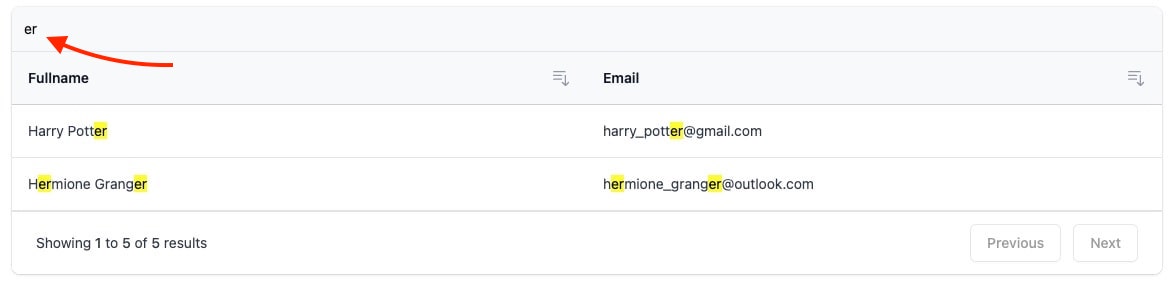 er
Fullname Email
Harry Potter harry_potter@gmail.com
Hermione Granger hermione_granger@outlook.com
Showing 1 to 5 of 5 results Previous Next